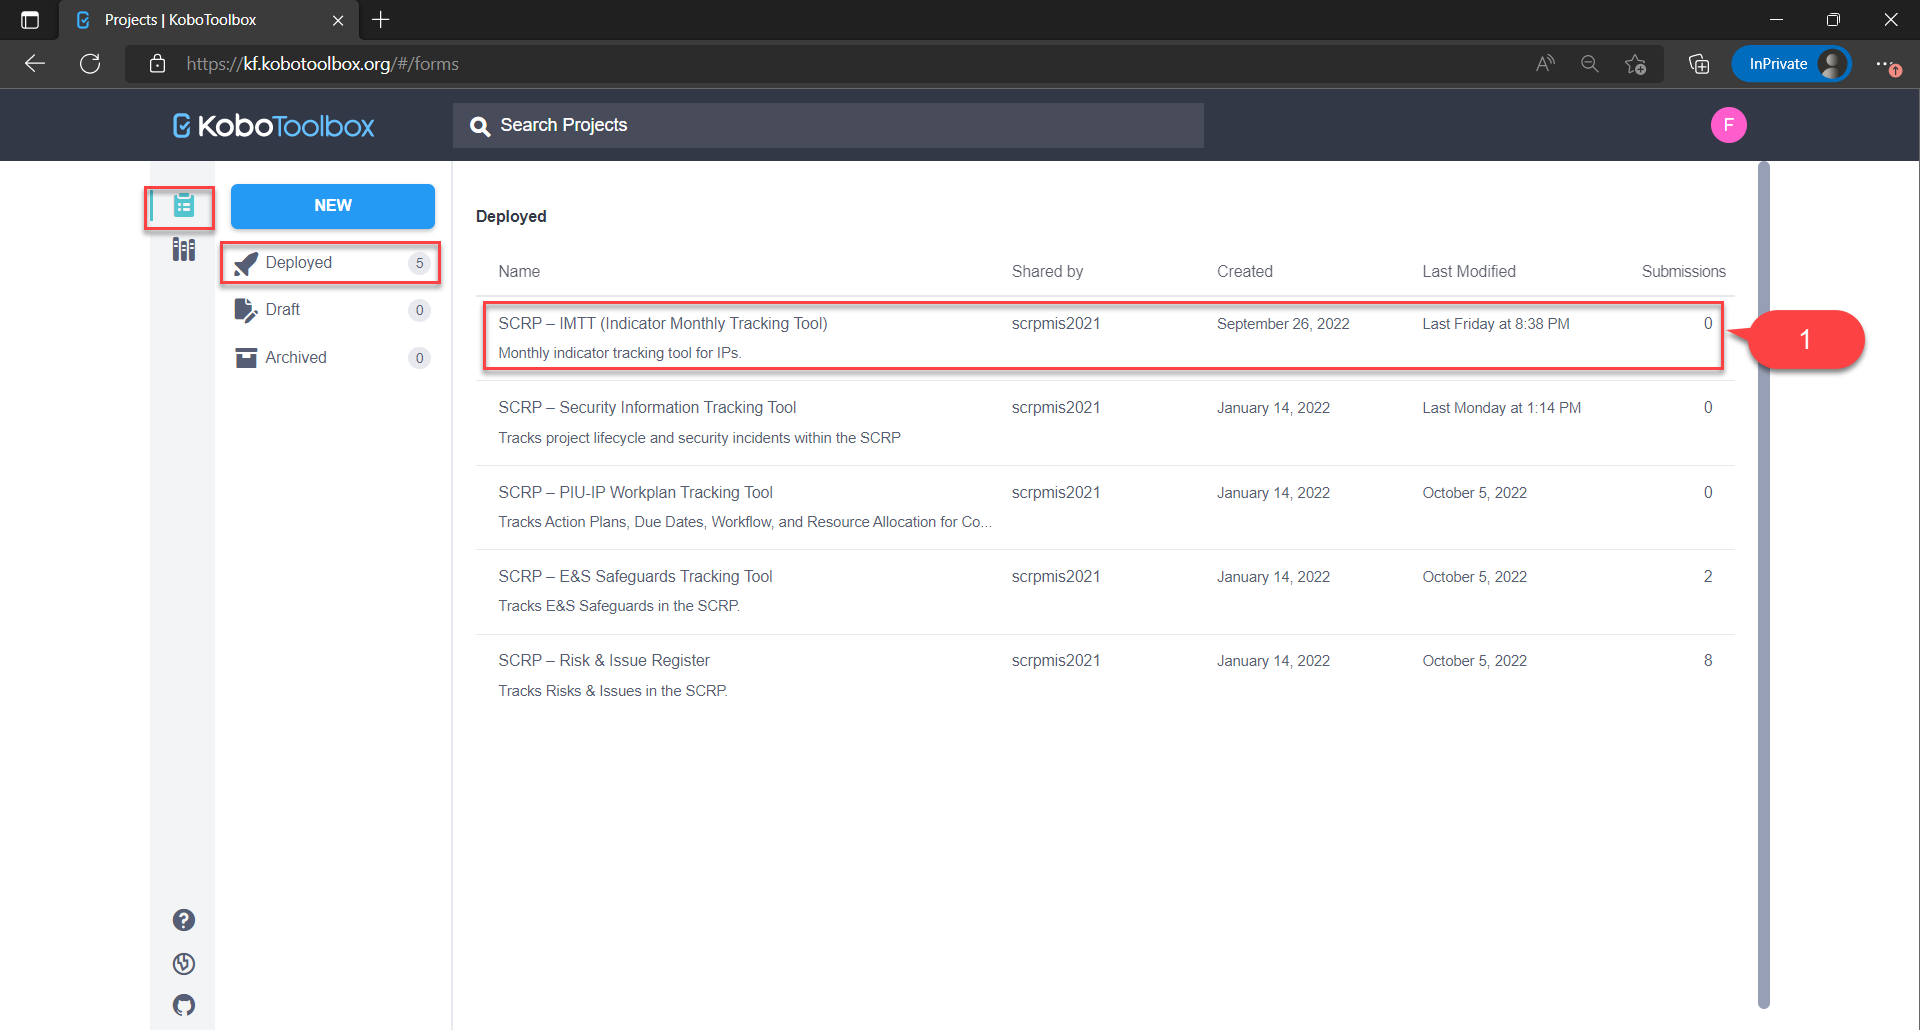 Projects | KoboToolbox
https://kf.kobotoolbox.org/#/forms
InPrivate
KoboToolbox
Search Projects
F
NEW
Deployed 5
Draft 0
Archived 0
Deployed
Name Shared by Created Last Modified Submissions
SCRP – IMTT (Indicator Monthly Tracking Tool) scrpmis2021 September 26, 2022 Last Friday at 8:38 PM 0
Monthly indicator tracking tool for IPs.
1
SCRP – Security Information Tracking Tool scrpmis2021 January 14, 2022 Last Monday at 1:14 PM 0
Tracks project lifecycle and security incidents within the SCRP
SCRP – PIU-IP Workplan Tracking Tool scrpmis2021 January 14, 2022 October 5, 2022 0
Tracks Action Plans, Due Dates, Workflow, and Resource Allocation for Co...
SCRP – E&S Safeguards Tracking Tool scrpmis2021 January 14, 2022 October 5, 2022 2
Tracks E&S Safeguards in the SCRP.
SCRP – Risk & Issue Register scrpmis2021 January 14, 2022 October 5, 2022 8
Tracks Risks & Issues in the SCRP.